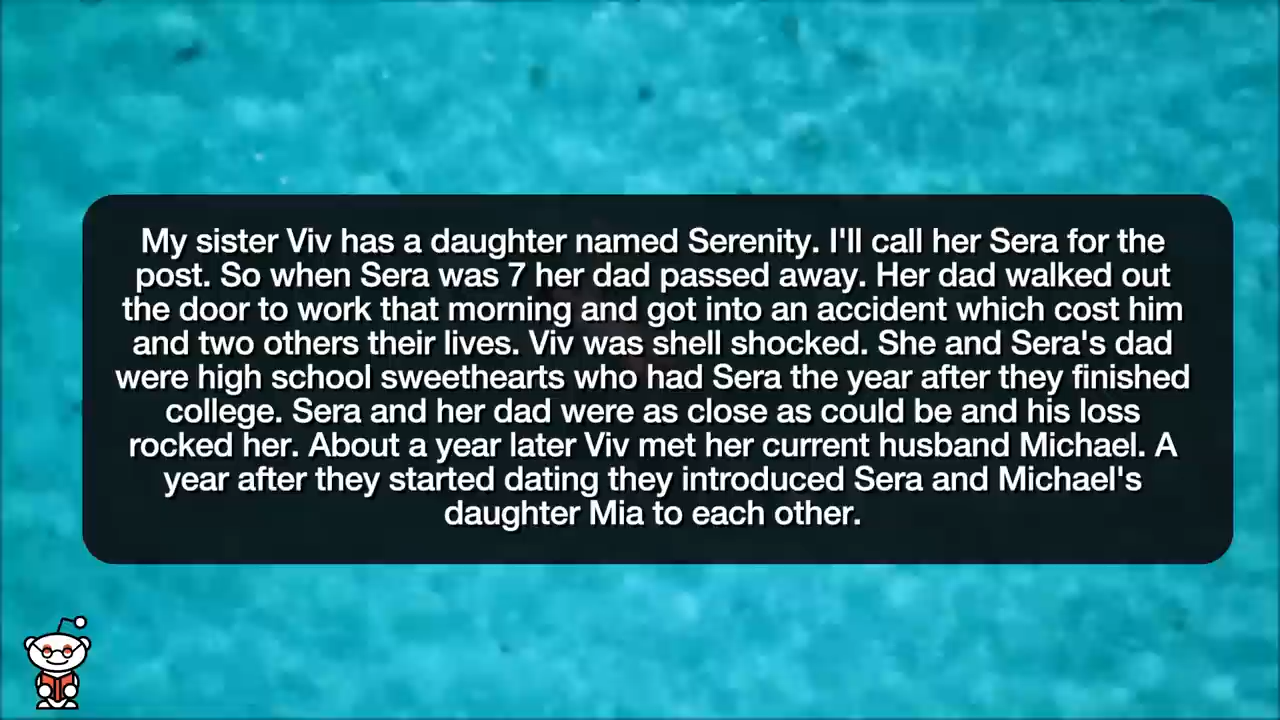 My sister Viv has a daughter named Serenity. I'll call her Sera for the
post. So when Sera was 7 her dad passed away. Her dad walked out
the door to work that morning and got into an accident which cost him
and two others their lives. Viv was shell shocked. She and Sera's dad
were high school sweethearts who had Sera the year after they finished
college. Sera and her dad were as close as could be and his loss
rocked her. About a year later Viv met her current husband Michael. A
year after they started dating they introduced Sera and Michael's
daughter Mia to each other.